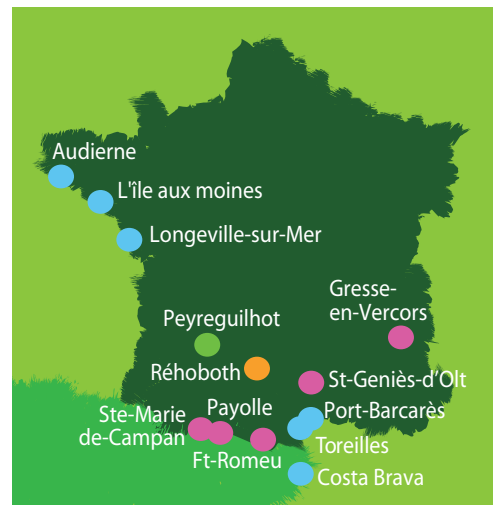 Audierne
L'île aux moines
Longeville-sur-Mer
Gresse-
en-Vercors
Peyreguilhot
Réhoboth
St-Geniès-d'Olt
Payolle
Port-Barcarès
Ste-Marie
de-Campan
Toreilles
Ft-Romeu
Costa Brava